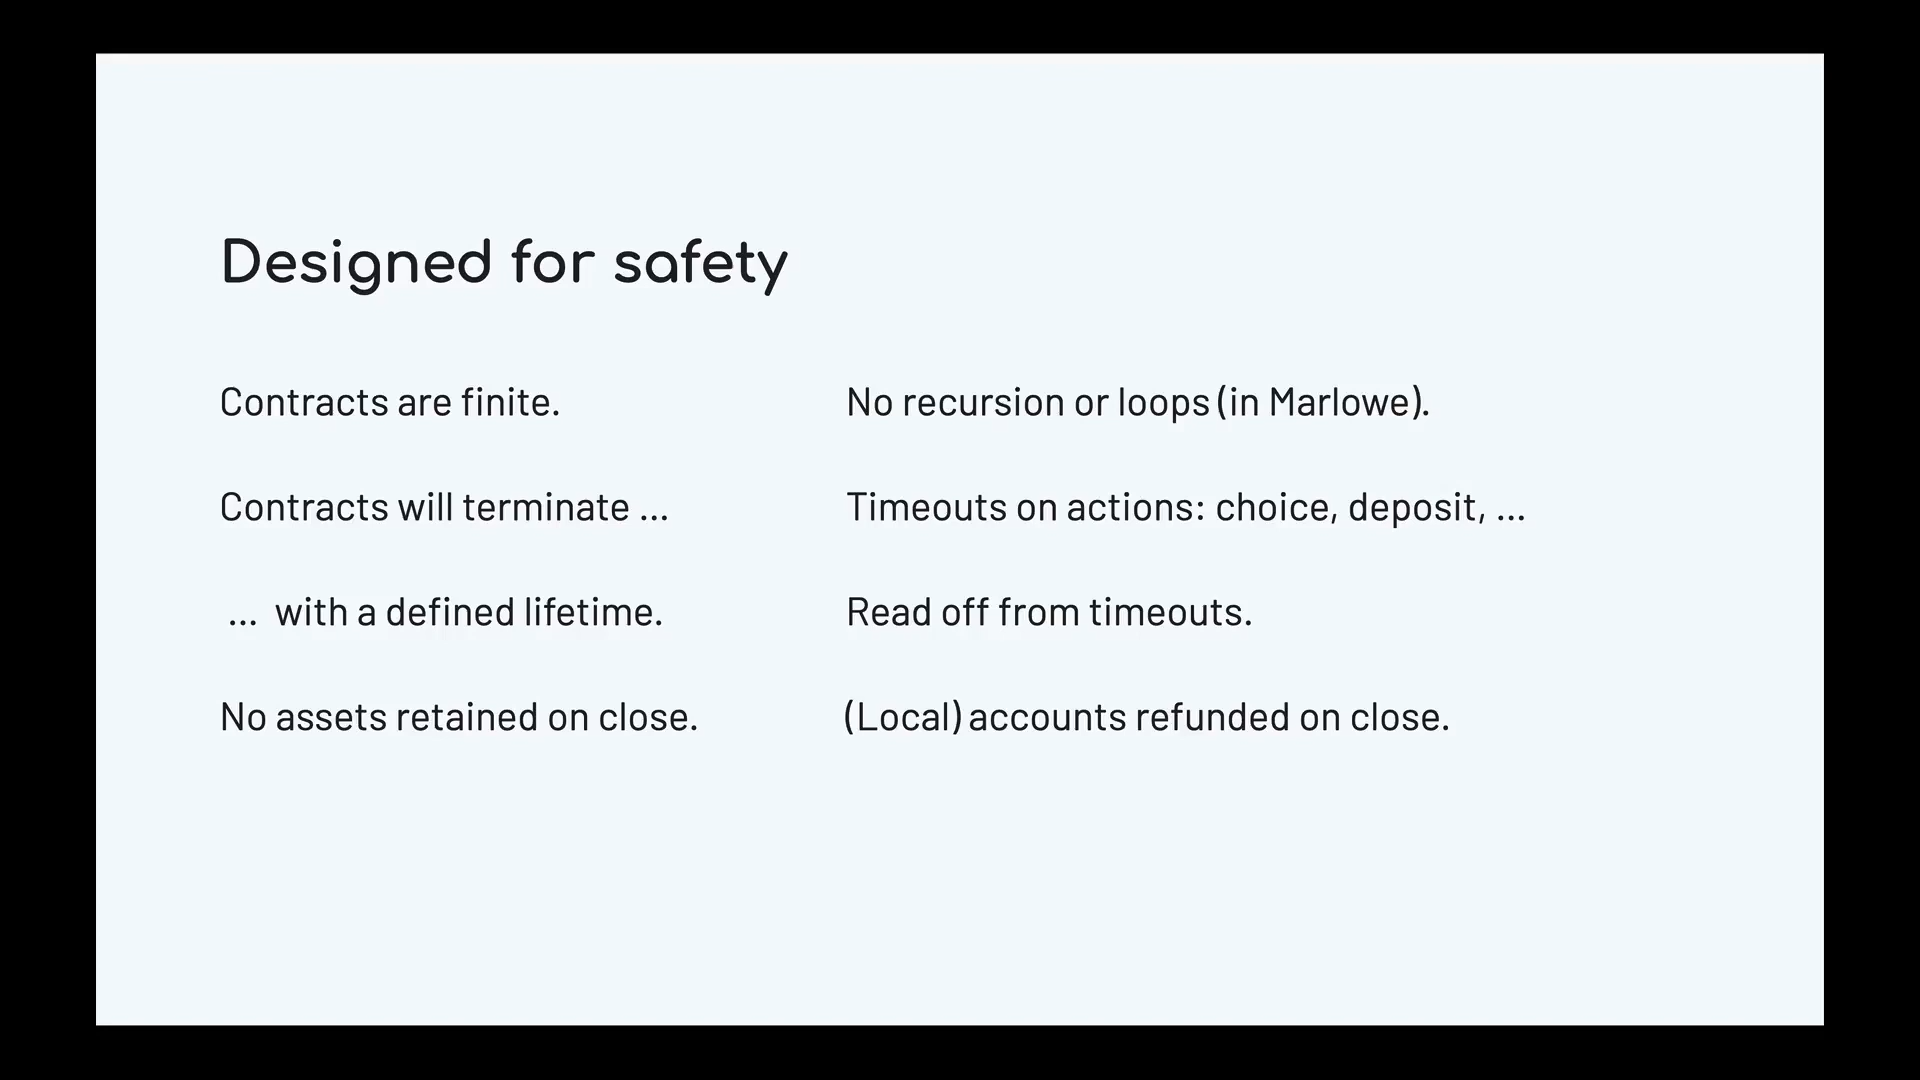 Designed for safety
Contracts are finite. No recursion or loops (in Marlowe).
Contracts will terminate ... Timeouts on actions: choice, deposit, ...
... with a defined lifetime. Read off from timeouts.
No assets retained on close. (Local) accounts refunded on close.